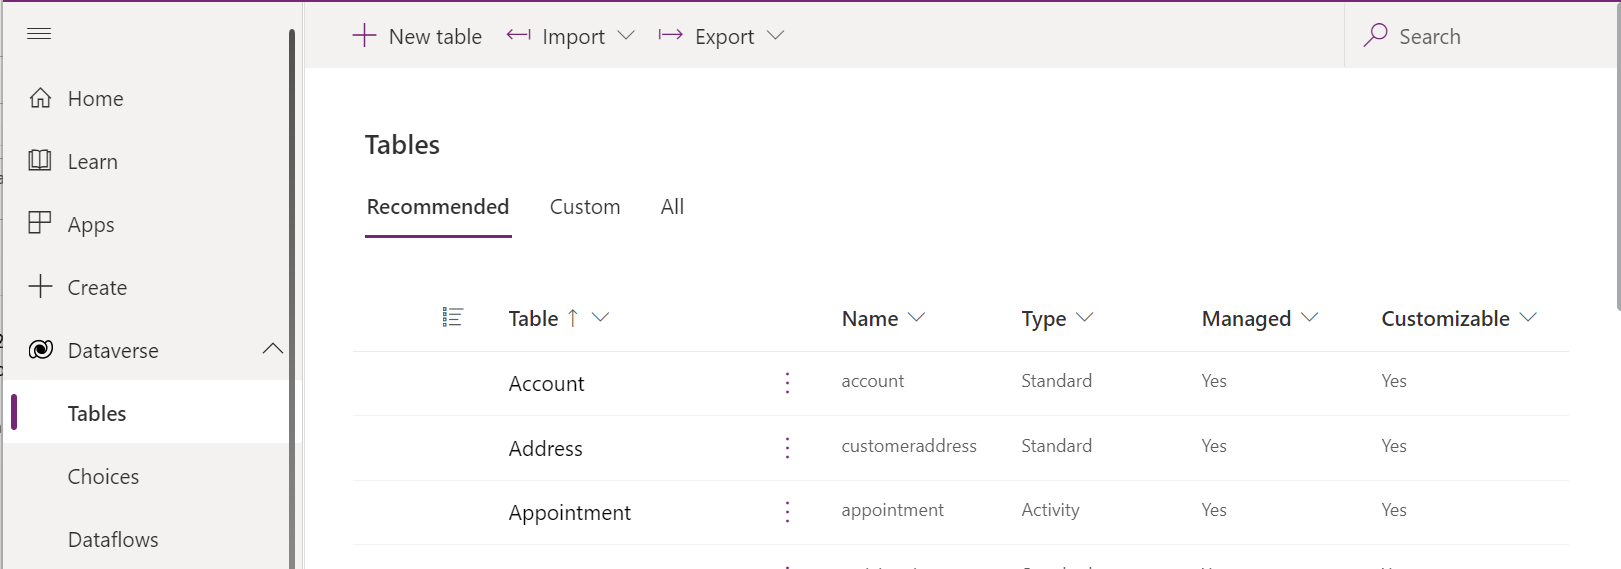 New table Import Export Search
Home
Learn
Apps
Create
Dataverse
Tables
Choices
Dataflows
Tables
Recommended Custom All
Table Name Type Managed Customizable
Account account Standard Yes Yes
Address customeraddress Standard Yes Yes
Appointment appointment Activity Yes Yes